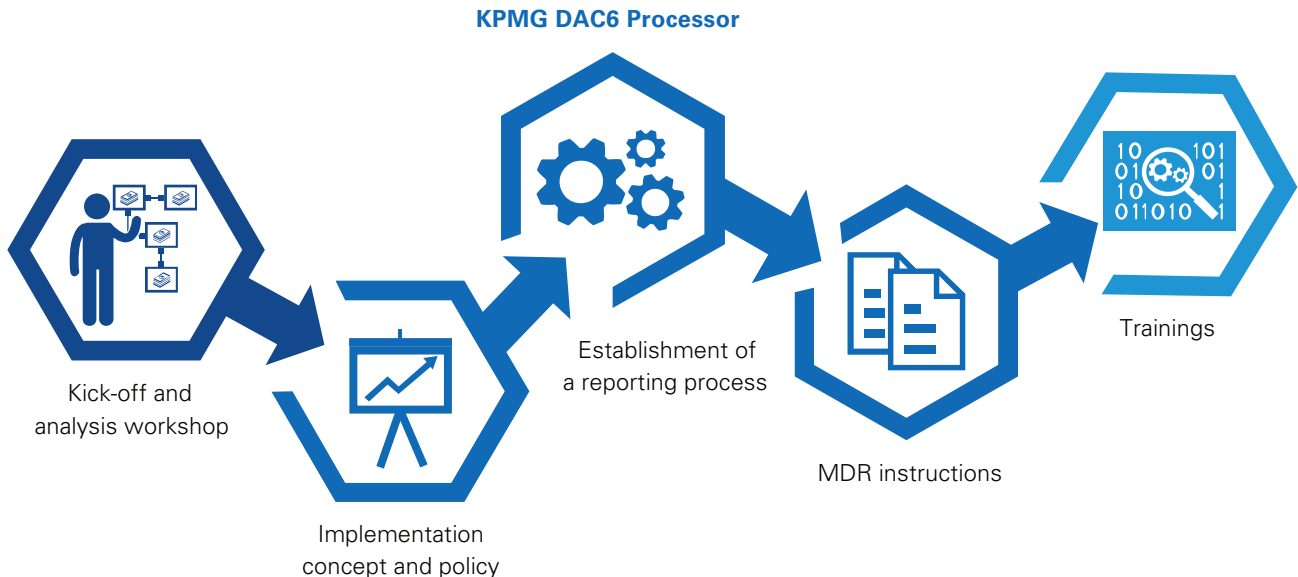 KPMG DAC6 Processor
Kick-off and
analysis workshop
Implementation
concept and policy
Establishment of
a reporting process
MDR instructions
10 101
01 01
10 1
011010 1
Trainings